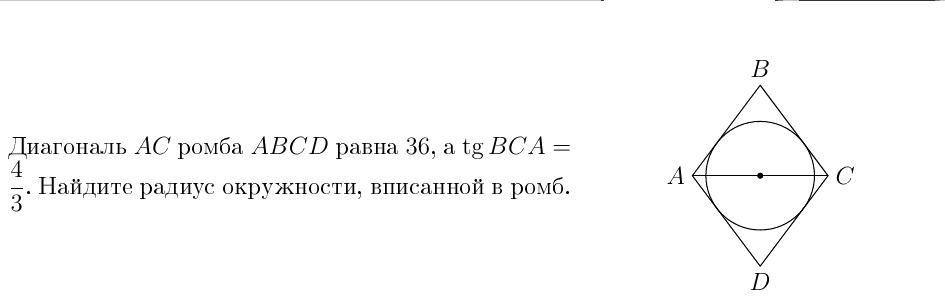 B
Диагональ AC ромба ABCD равна 36, а tg BCA =
4/3. Найдите радиус окружности, вписанной в ромб.
A C
D